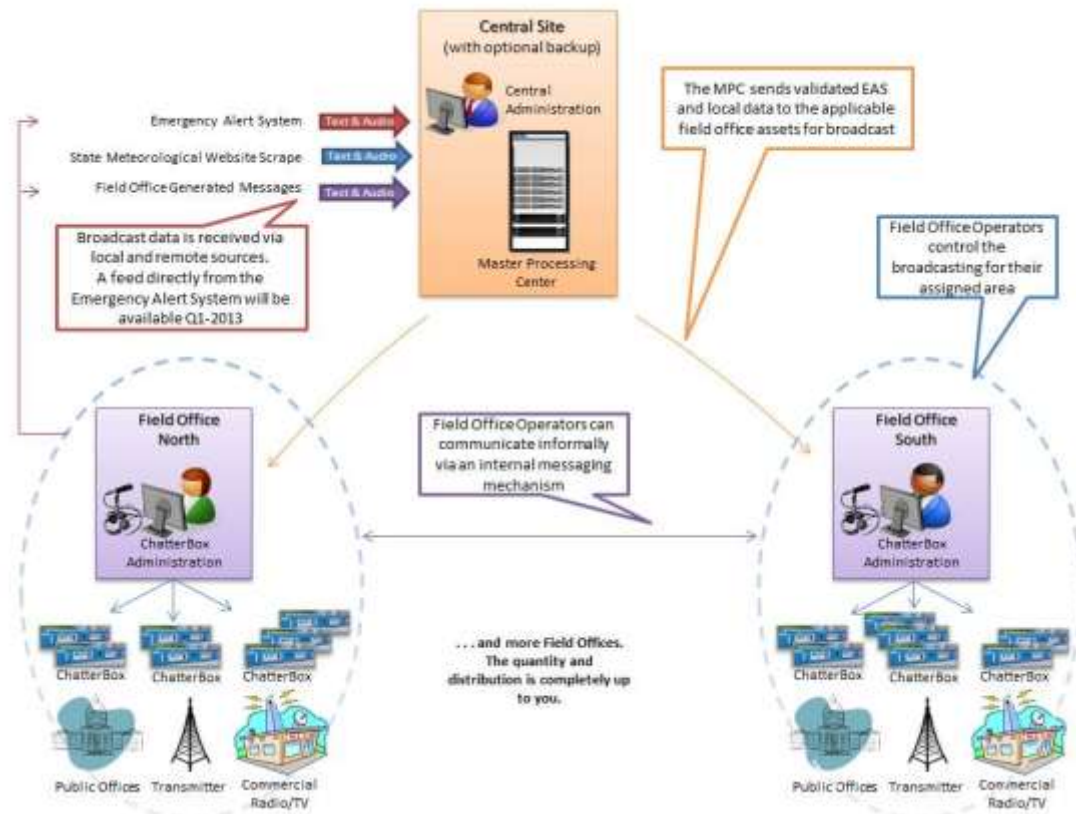 Central Site
(with optional backup)
Central
Administration
Master Processing
Center
Emergency Alert System
Text & Audio
State Meteorological Website Scrape
Text & Audio
Field Office Generated Messages
Text & Audio
Broadcast data is received via
local and remote sources.
A feed directly from the
Emergency Alert System will be
available Q1-2013
The MPC sends validated EAS
and local data to the applicable
field office assets for broadcast
Field Office Operators
control the
broadcasting for their
assigned area
Field Office
North
ChatterBox
Administration
Field Office Operators can
communicate informally
via an internal messaging
mechanism
Field Office
South
ChatterBox
Administration
ChatterBox
ChatterBox
ChatterBox
Public Offices
Transmitter
Commercial
Radio/TV
. . . and more Field Offices.
The quantity and
distribution is completely up
to you.
ChatterBox
ChatterBox
ChatterBox
Public Offices
Transmitter
Commercial
Radio/TV